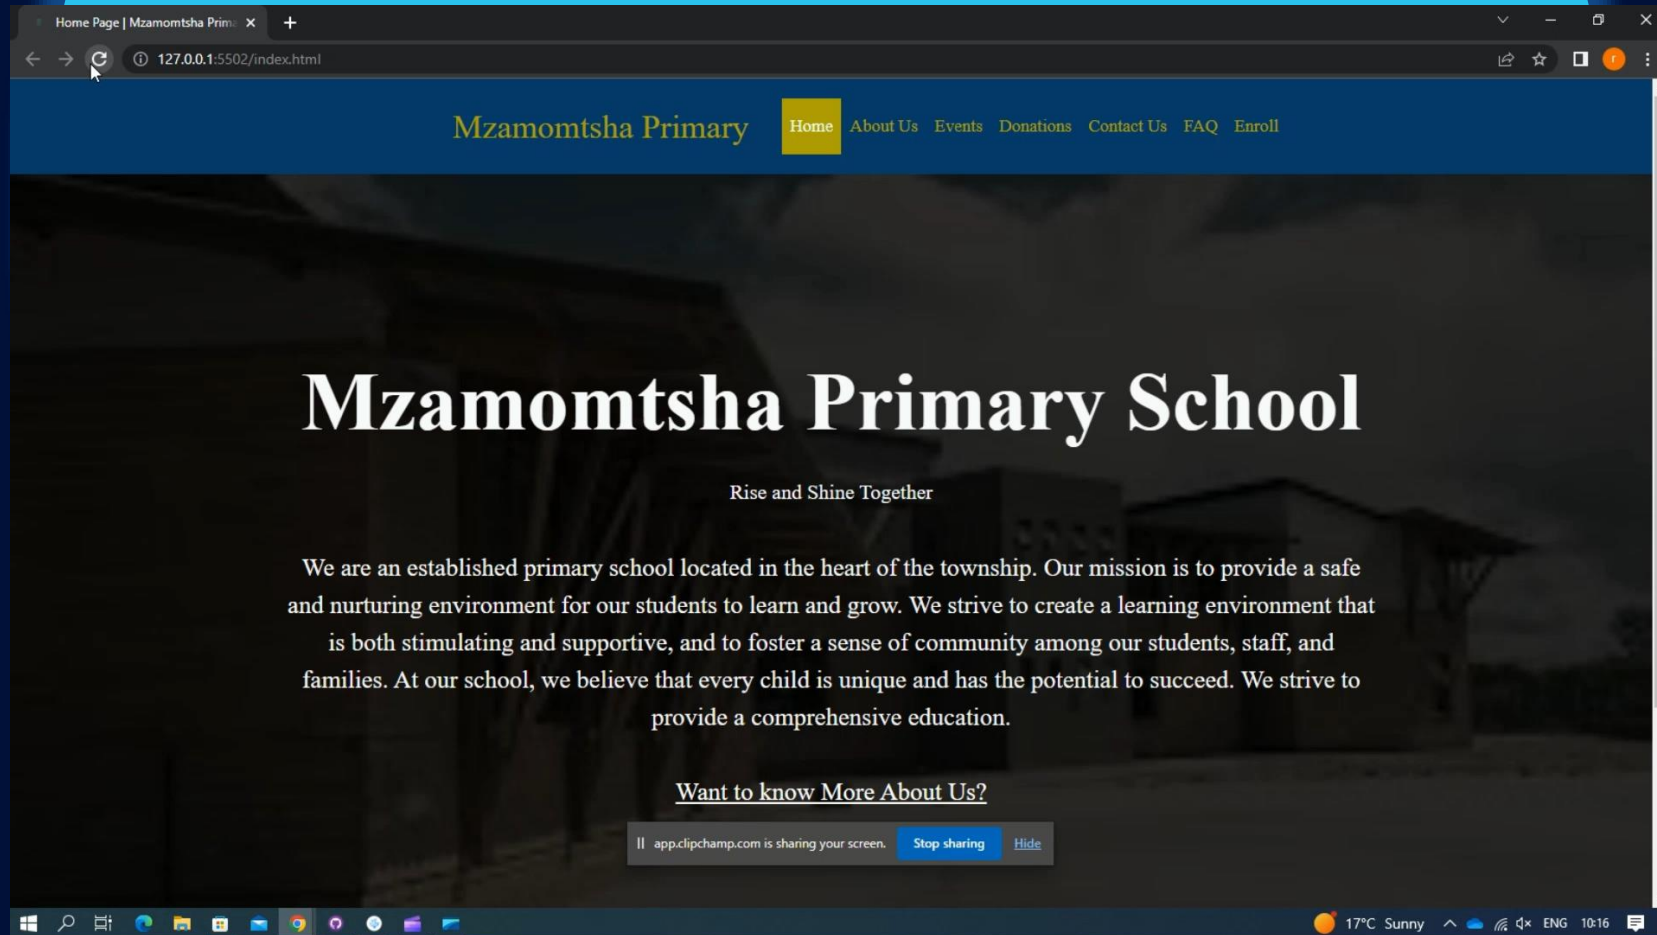 Home Page | Mzamomtsha Prim
127.0.0.1:5502/index.html
r
Mzamomtsha Primary
Home About Us Events Donations Contact Us FAQ Enroll
Mzamomtsha Primary School
Rise and Shine Together
We are an established primary school located in the heart of the township. Our mission is to provide a safe
and nurturing environment for our students to learn and grow. We strive to create a learning environment that
is both stimulating and supportive, and to foster a sense of community among our students, staff, and
families. At our school, we believe that every child is unique and has the potential to succeed. We strive to
provide a comprehensive education.
Want to know More About Us?
app.clipchamp.com is sharing your screen. Stop sharing Hide
17°C Sunny ENG 10:16